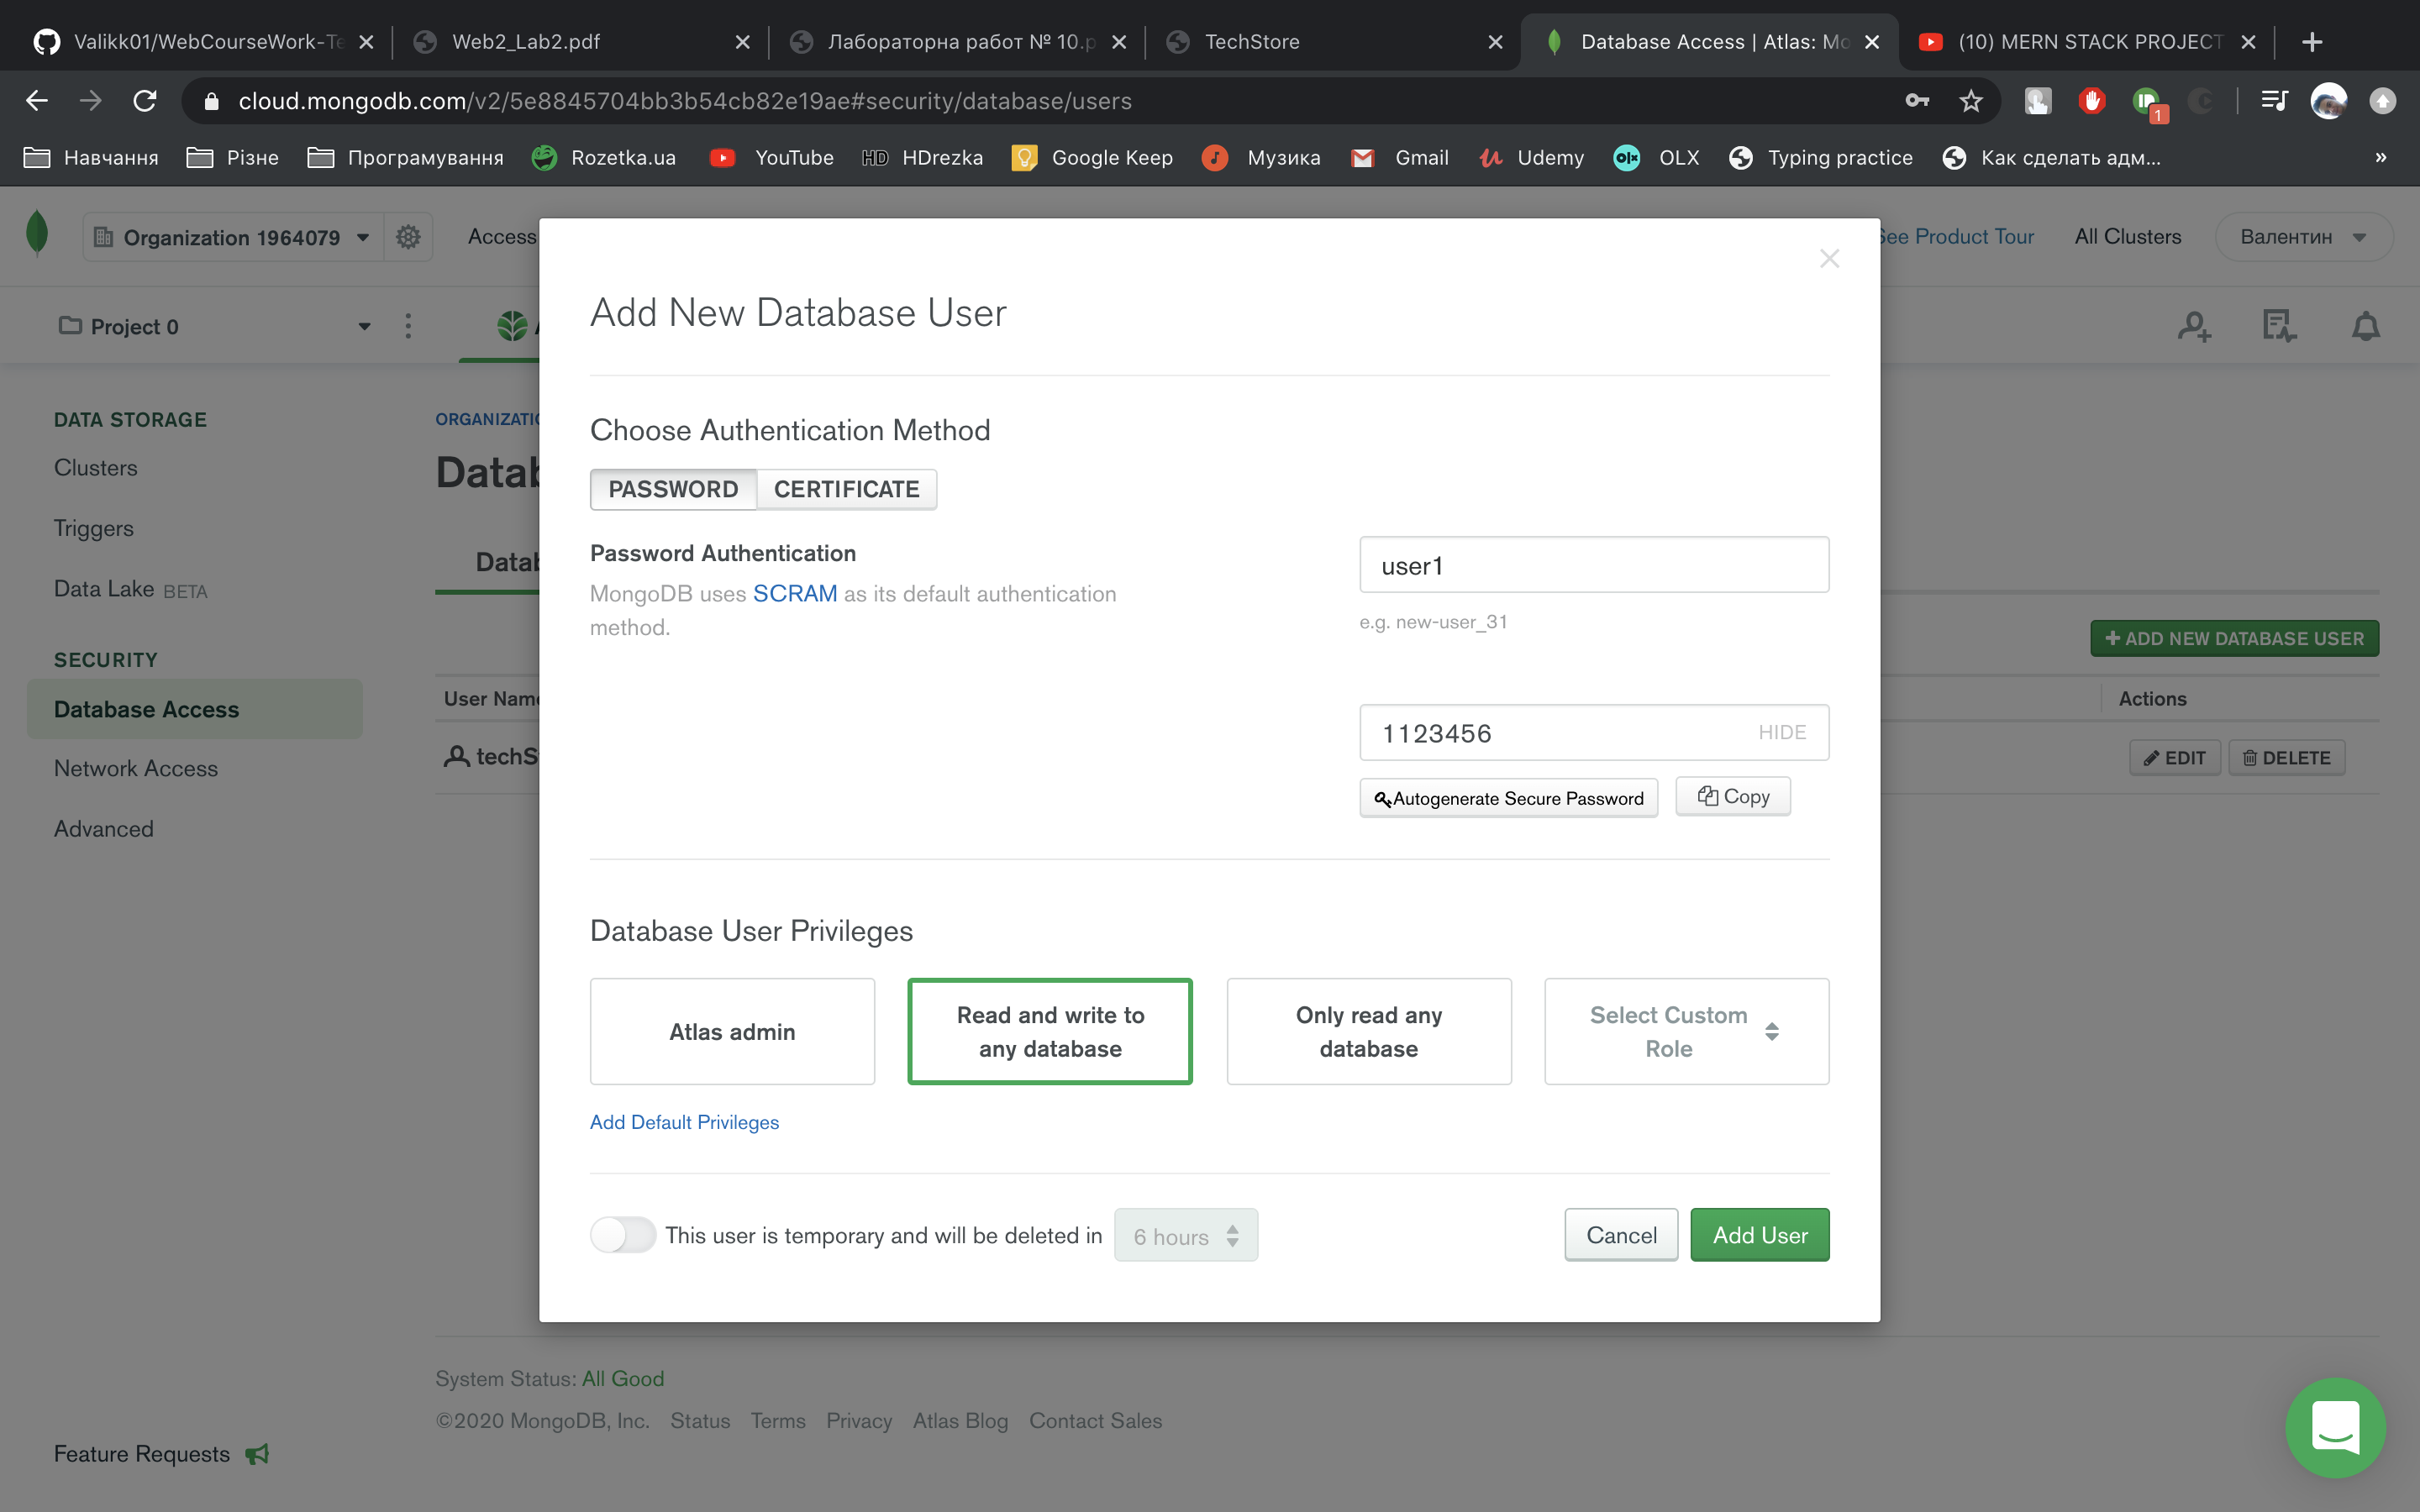 Valikk01/WebCourseWork-Te
Web2_Lab2.pdf
Лабораторна работ № 10.p
TechStore
Database Access | Atlas: Mo
(10) MERN STACK PROJECT
cloud.mongodb.com/v2/5e8845704bb3b54cb82e19ae#security/database/users
1
Навчання
Різне
Програмування
Rozetka.ua
YouTube
HD HDrezka
Google Keep
Музика
Gmail
Udemy
olx OLX
Typing practice
Как сделать адм...
»
Organization 1964079
Access
See Product Tour
All Clusters
Валентин
Project 0
DATA STORAGE
Clusters
Triggers
Data Lake BETA
SECURITY
Database Access
Network Access
Advanced
Feature Requests
ORGANIZATIO
Datab
Datab
+ ADD NEW DATABASE USER
User Name
Actions
techS
EDIT
DELETE
Add New Database User
Choose Authentication Method
PASSWORD
CERTIFICATE
Password Authentication
MongoDB uses SCRAM as its default authentication
method.
user1
e.g. new-user_31
1123456
HIDE
Autogenerate Secure Password
Copy
Database User Privileges
Atlas admin
Read and write to
any database
Only read any
database
Select Custom
Role
Add Default Privileges
This user is temporary and will be deleted in
6 hours
Cancel
Add User
System Status: All Good
©2020 MongoDB, Inc.
Status
Terms
Privacy
Atlas Blog
Contact Sales